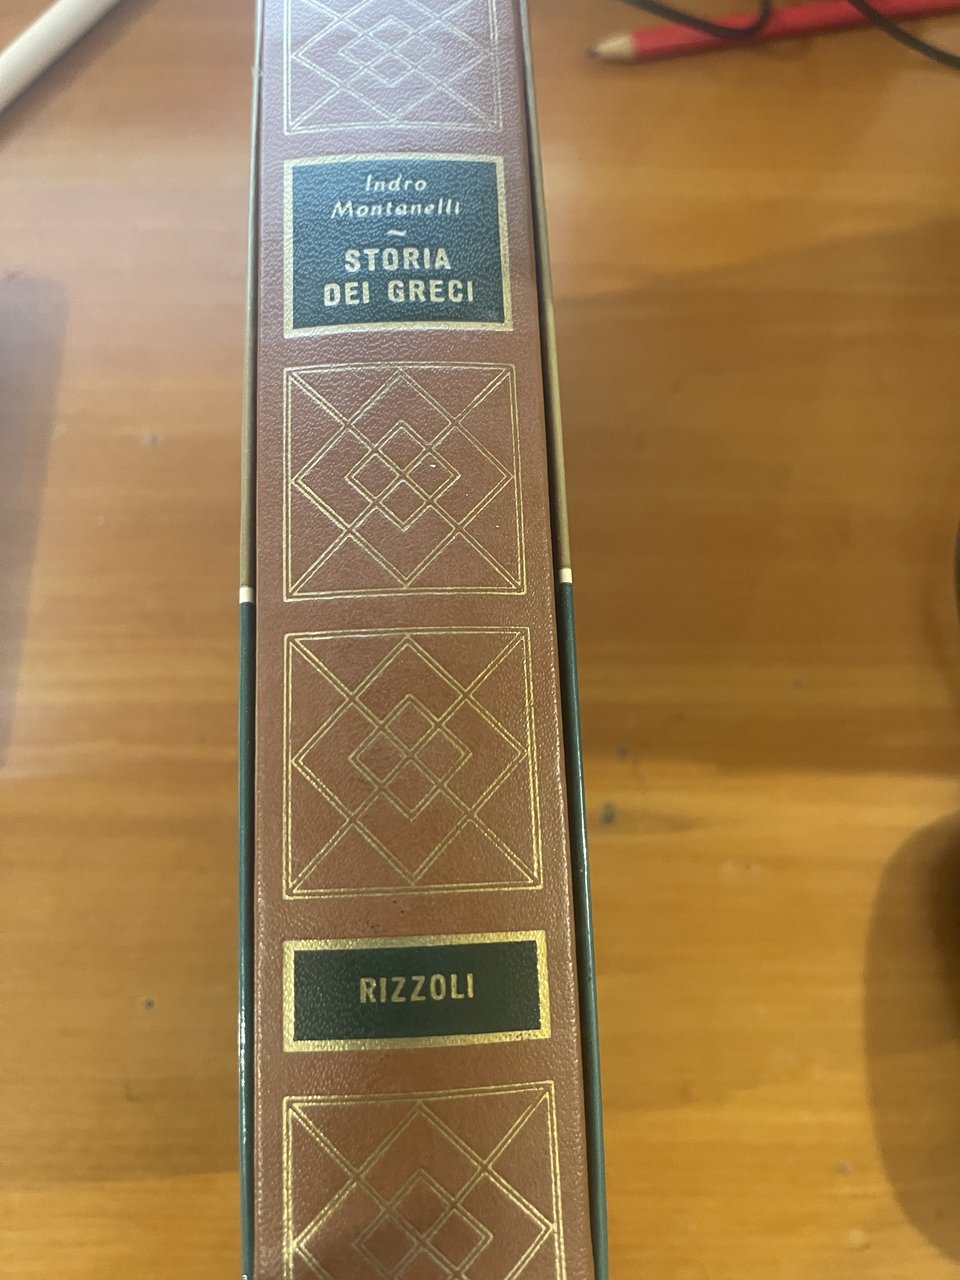 Indro
Montanelli
~
STORIA
DEI GRECI
RIZZOLI